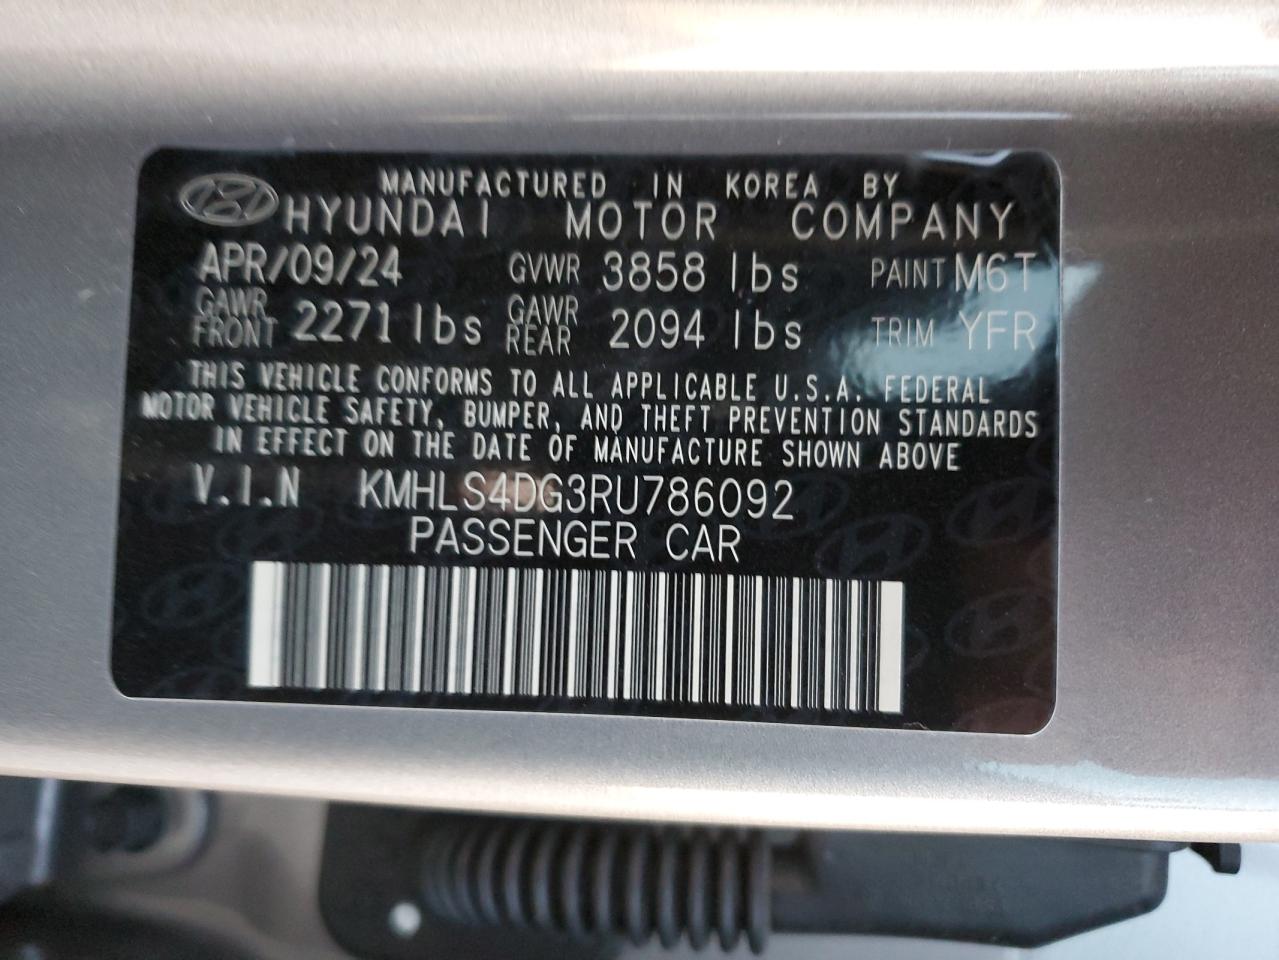 MANUFACTURED IN KOREA BY
HYUNDAI MOTOR COMPANY
APR/09/24 GVWR 3858 lbs PAINT M6T
GAWR FRONT 2271 lbs GAWR REAR 2094 lbs TRIM YFR
THIS VEHICLE CONFORMS TO ALL APPLICABLE U.S.A. FEDERAL
MOTOR VEHICLE SAFETY, BUMPER, AND THEFT PREVENTION STANDARDS
IN EFFECT ON THE DATE OF MANUFACTURE SHOWN ABOVE
V.I.N KMHLS4DG3RU786092
PASSENGER CAR